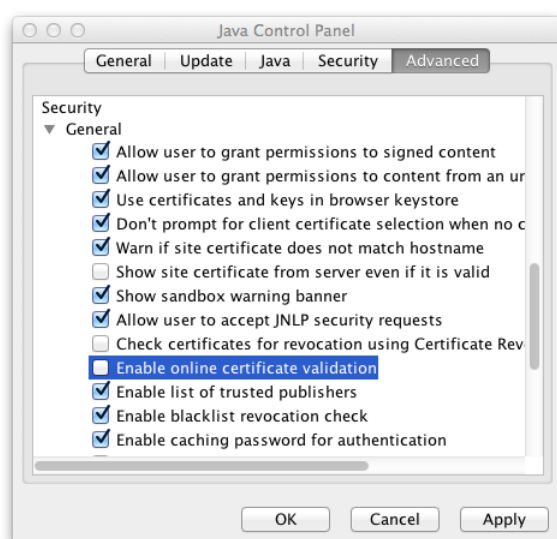 Java Control Panel
General Update Java Security Advanced
Security
General
Allow user to grant permissions to signed content
Allow user to grant permissions to content from an
Use certificates and keys in browser keystore
Don't prompt for client certificate selection when no
Warn if site certificate does not match hostname
Show site certificate from server even if it is valid
Show sandbox warning banner
Allow user to accept JNLP security requests
Check certificates for revocation using Certificate
Enable online certificate validation
Enable list of trusted publishers
Enable blacklist revocation check
Enable caching password for authentication
OK Cancel Apply